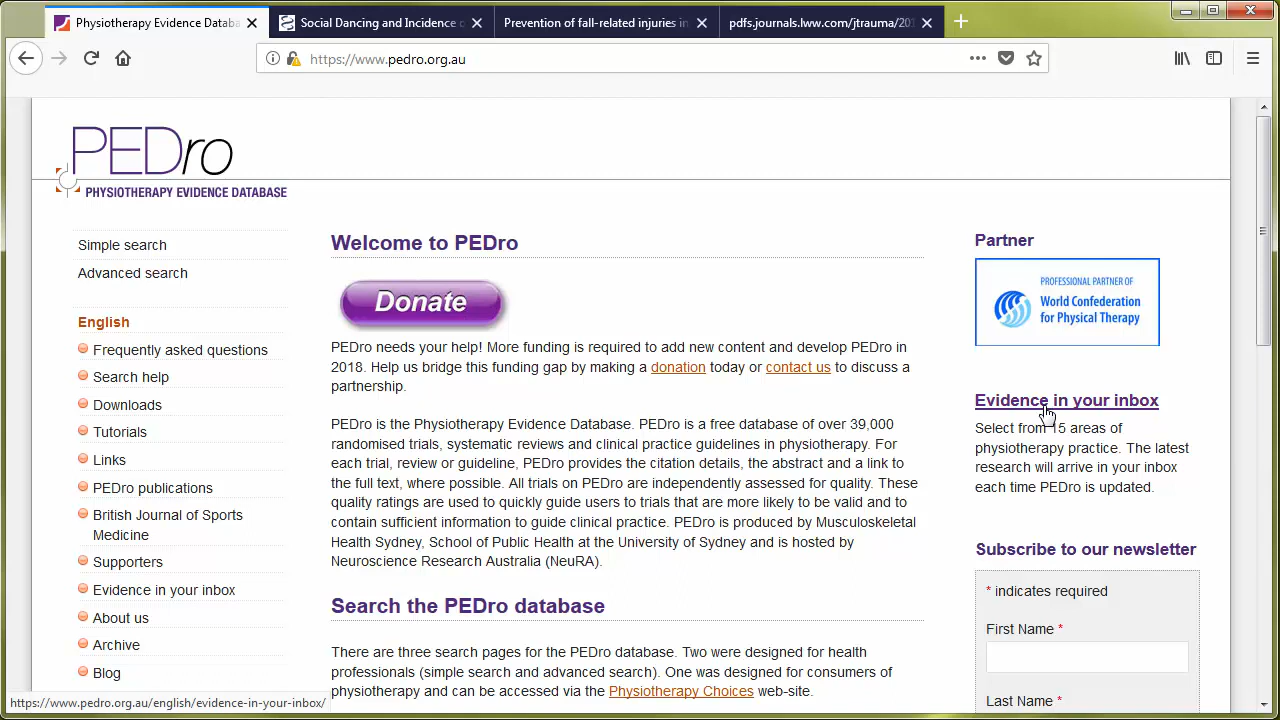 Physiotherapy Evidence Databa
Social Dancing and Incidence o
Prevention of fall-related injuries in
pdfs.journals.lww.com/jtrauma/201
https://www.pedro.org.au
PEDro
PHYSIOTHERAPY EVIDENCE DATABASE
Simple search
Advanced search
English
Frequently asked questions
Search help
Downloads
Tutorials
Links
PEDro publications
British Journal of Sports
Medicine
Supporters
Evidence in your inbox
About us
Archive
Blog
Welcome to PEDro
Donate
PEDro needs your help! More funding is required to add new content and develop PEDro in
2018. Help us bridge this funding gap by making a donation today or contact us to discuss a
partnership.
PEDro is the Physiotherapy Evidence Database. PEDro is a free database of over 39,000
randomised trials, systematic reviews and clinical practice guidelines in physiotherapy. For
each trial, review or guideline, PEDro provides the citation details, the abstract and a link to
the full text, where possible. All trials on PEDro are independently assessed for quality. These
quality ratings are used to quickly guide users to trials that are more likely to be valid and to
contain sufficient information to guide clinical practice. PEDro is produced by Musculoskeletal
Health Sydney, School of Public Health at the University of Sydney and is hosted by
Neuroscience Research Australia (NeuRA).
Search the PEDro database
There are three search pages for the PEDro database. Two were designed for health
professionals (simple search and advanced search). One was designed for consumers of
physiotherapy and can be accessed via the Physiotherapy Choices web-site.
Partner
PROFESSIONAL PARTNER OF
World Confederation
for Physical Therapy
Evidence in your inbox
Select from 15 areas of
physiotherapy practice. The latest
research will arrive in your inbox
each time PEDro is updated.
Subscribe to our newsletter
* indicates required
First Name *
Last Name *
https://www.pedro.org.au/english/evidence-in-your-inbox/